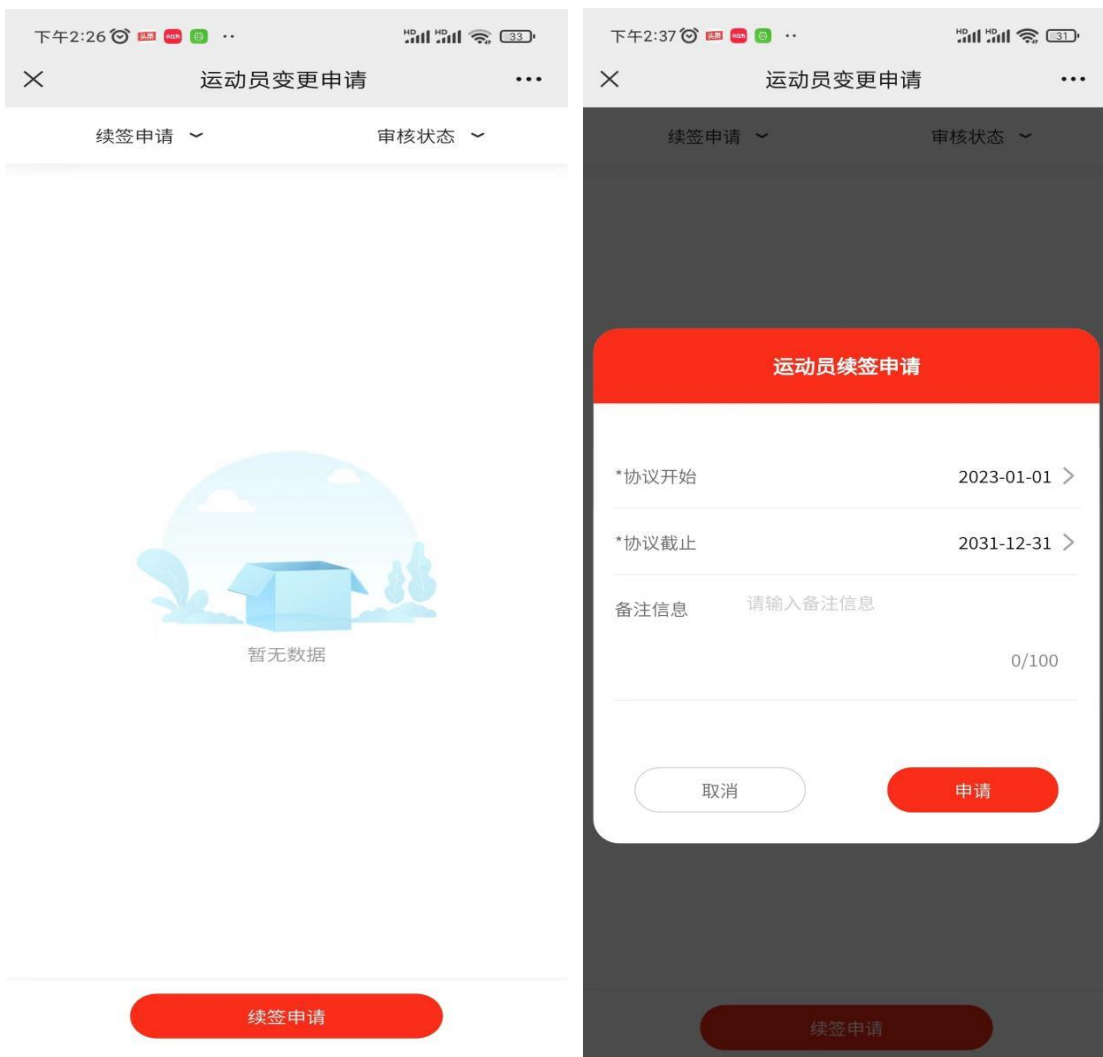 下午2:26
33
运动员变更申请
续签申请
审核状态
暂无数据
续签申请
下午2:37
31
运动员变更申请
续签申请
审核状态
运动员续签申请
*协议开始 2023-01-01
*协议截止 2031-12-31
备注信息 请输入备注信息
0/100
取消 申请
续签申请